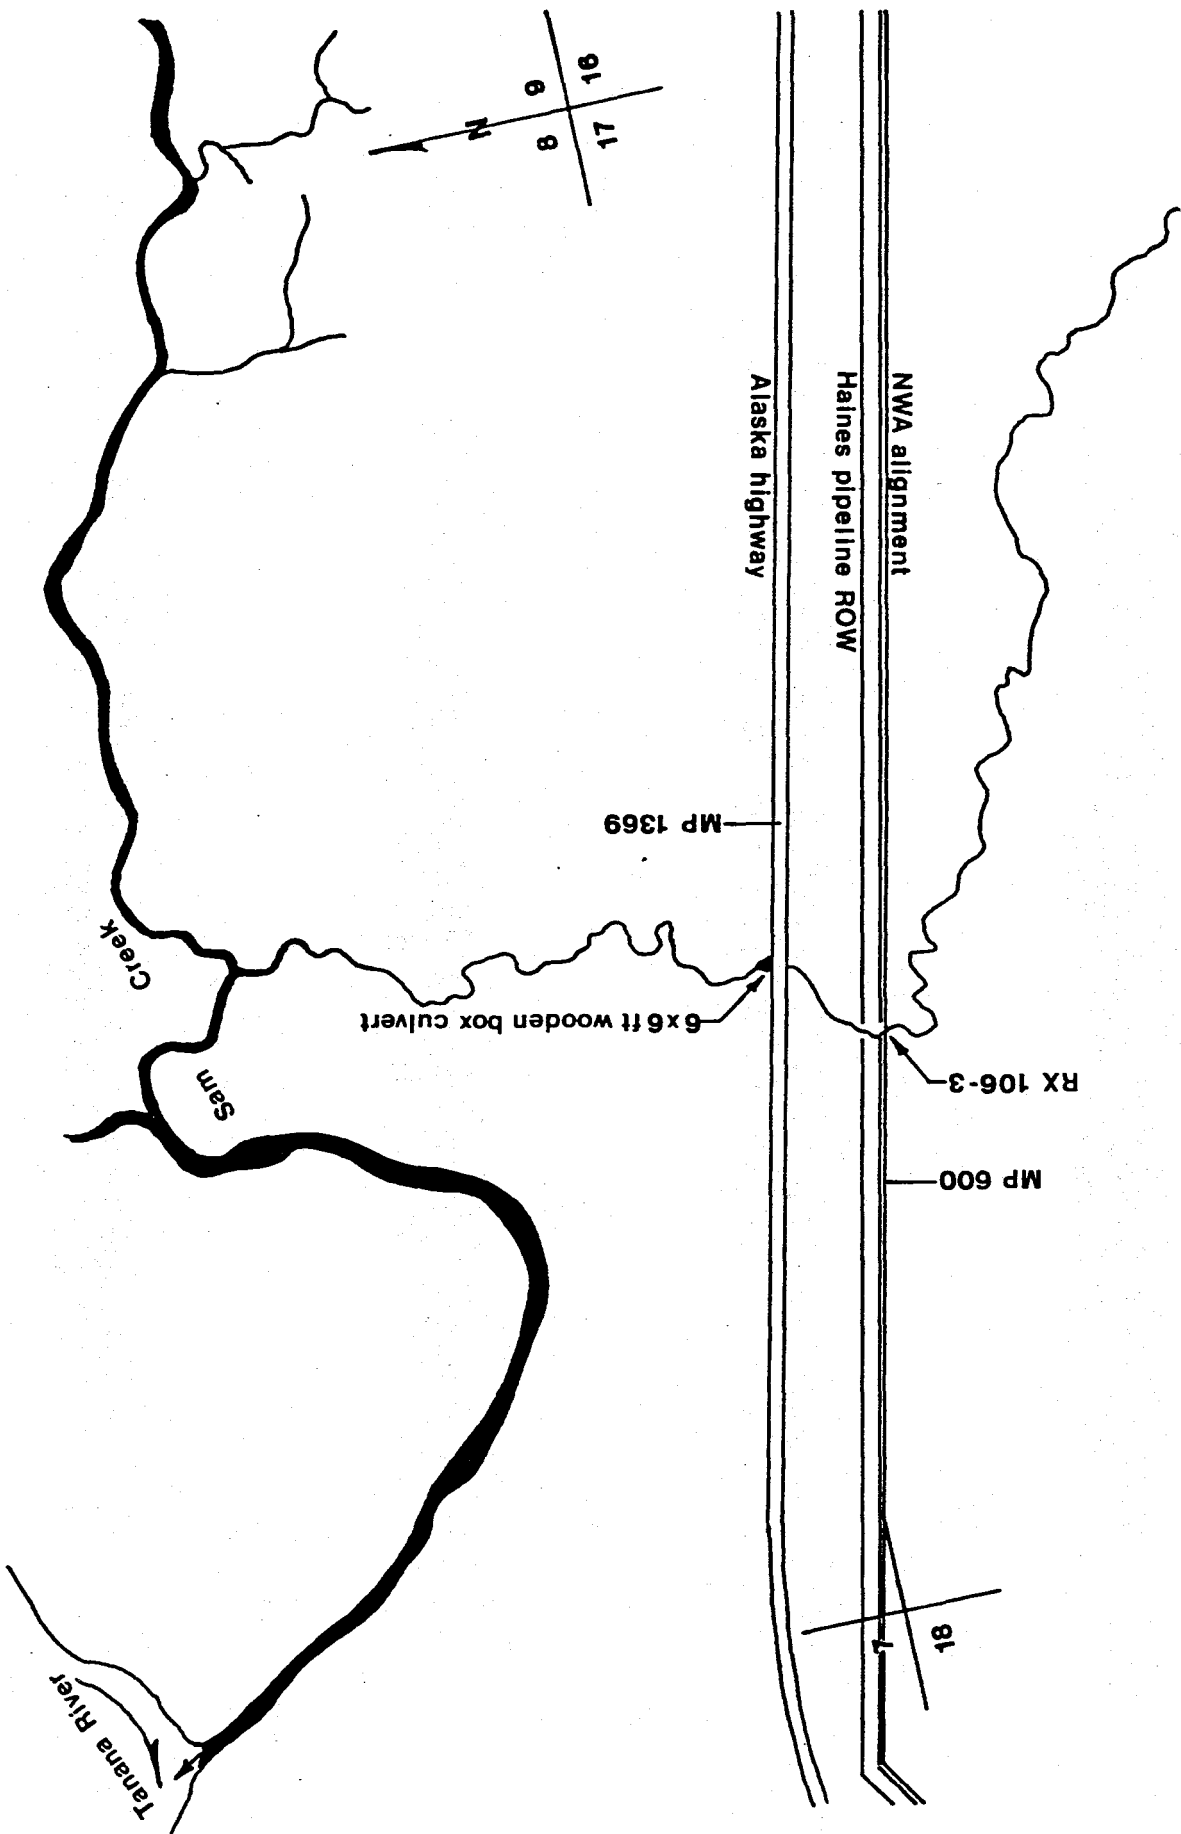 16
9
17
8
N
NWA alignment
Haines pipeline ROW
Alaska highway
MP 1369
6x6 ft wooden box culvert
RX 106-3
MP 600
Sam
Creek
7
18
Tanana River